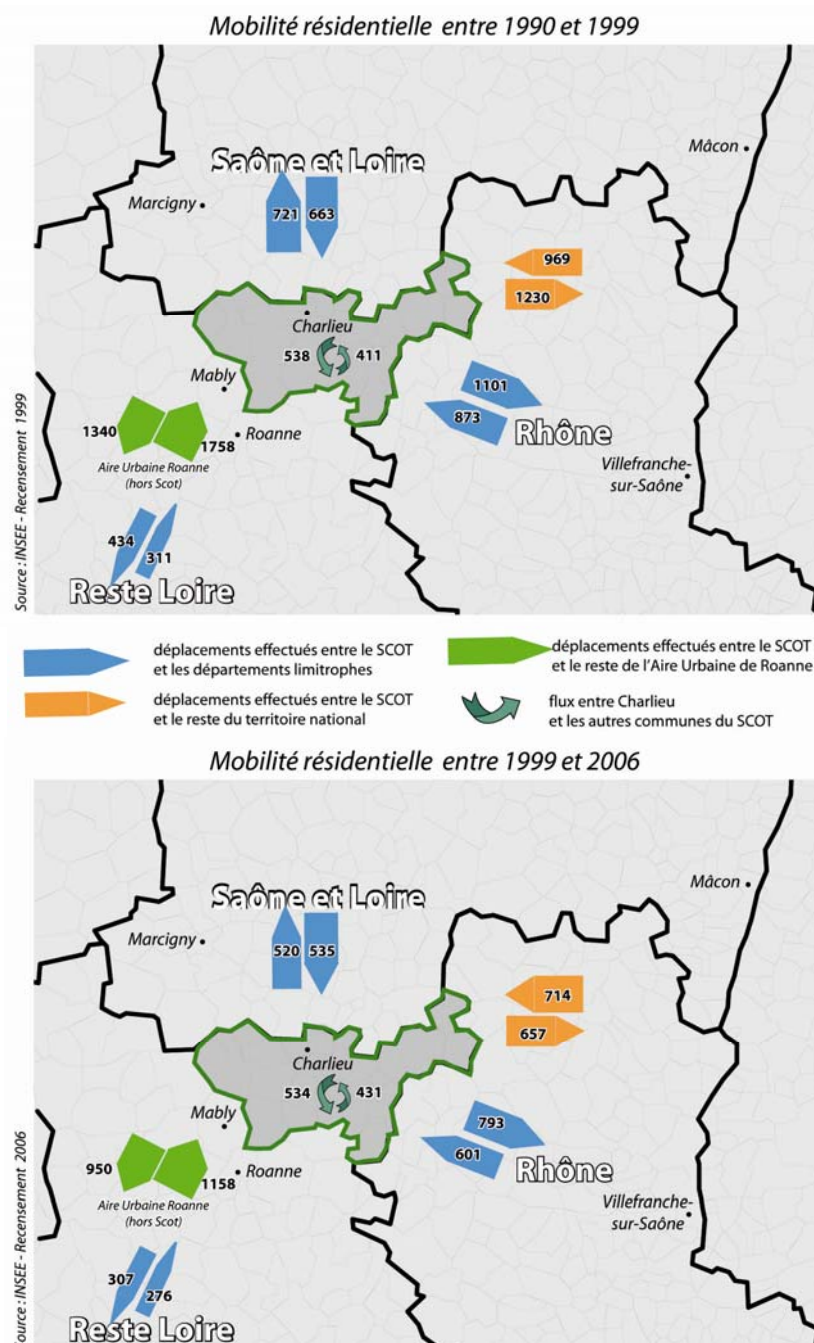 Mobilité résidentielle entre 1990 et 1999
Mâcon
Saône et Loire
Marcigny
721
663
969
1230
Charlieu
538
411
Mably
1101
873
Rhône
1340
1758
Roanne
Aire Urbaine Roanne
(hors Scot)
Villefranche-
sur-Saône
434
311
Reste Loire
Source : INSEE - Recensement 1999
déplacements effectués entre le SCOT
et les départements limitrophes
déplacements effectués entre le SCOT
et le reste de l'Aire Urbaine de Roanne
déplacements effectués entre le SCOT
et le reste du territoire national
flux entre Charlieu
et les autres communes du SCOT
Mobilité résidentielle entre 1999 et 2006
Mâcon
Saône et Loire
Marcigny
520
535
714
657
Charlieu
534
431
Mably
793
601
Rhône
950
1158
Roanne
Aire Urbaine Roanne
(hors Scot)
Villefranche-
sur-Saône
307
276
Reste Loire
ource : INSEE - Recensement 2006